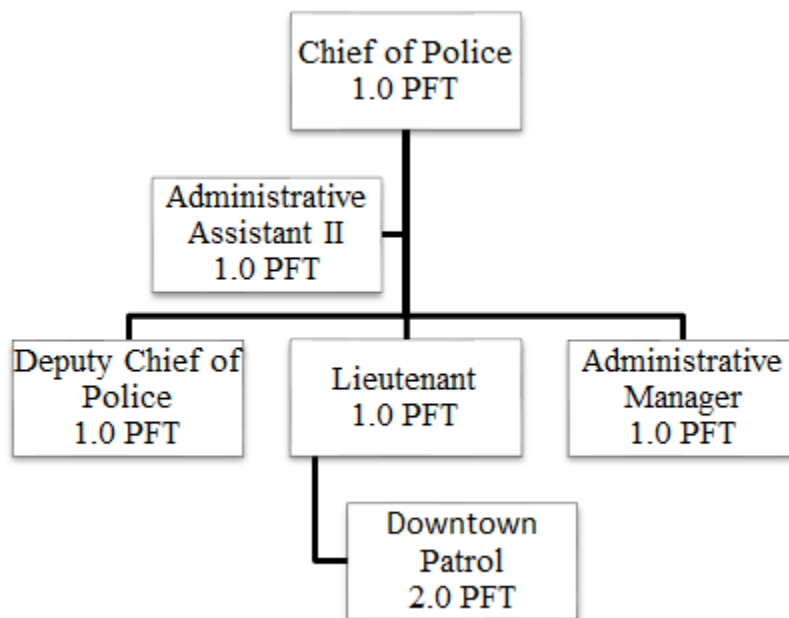 Chief of Police
1.0 PFT
Administrative
Assistant II
1.0 PFT
Deputy Chief of
Police
1.0 PFT
Lieutenant
1.0 PFT
Administrative
Manager
1.0 PFT
Downtown
Patrol
2.0 PFT